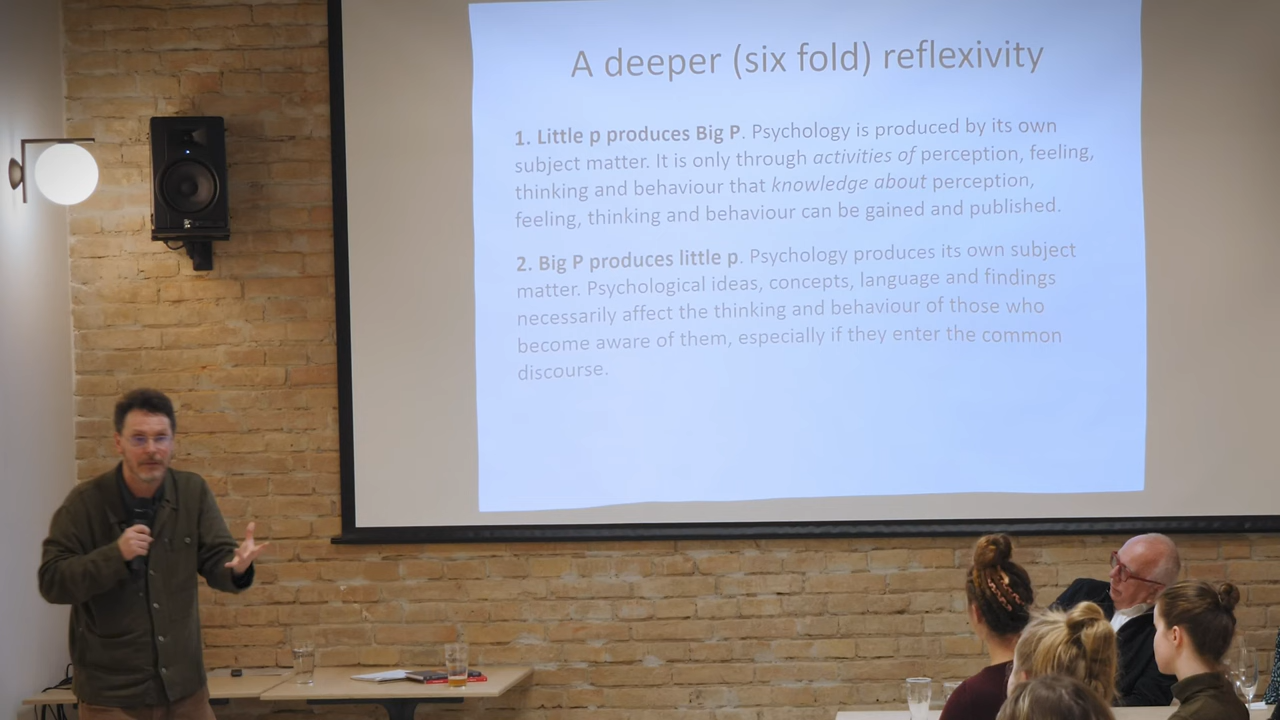 A deeper (six fold) reflexivity
1. Little p produces Big P. Psychology is produced by its own
subject matter. It is only through activities of perception, feeling,
thinking and behaviour that knowledge about perception,
feeling, thinking and behaviour can be gained and published.
2. Big P produces little p. Psychology produces its own subject
matter. Psychological ideas, concepts, language and findings
necessarily affect the thinking and behaviour of those who
become aware of them, especially if they enter the common
discourse.